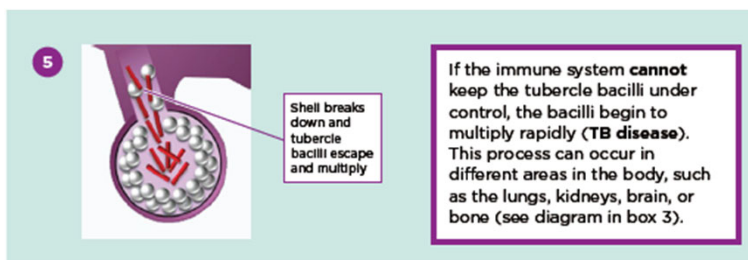 5
Shell breaks
down and
tubercle
bacilli escape
and multiply
If the immune system cannot
keep the tubercle bacilli under
control, the bacilli begin to
multiply rapidly (TB disease).
This process can occur in
different areas in the body, such
as the lungs, kidneys, brain, or
bone (see diagram in box 3).